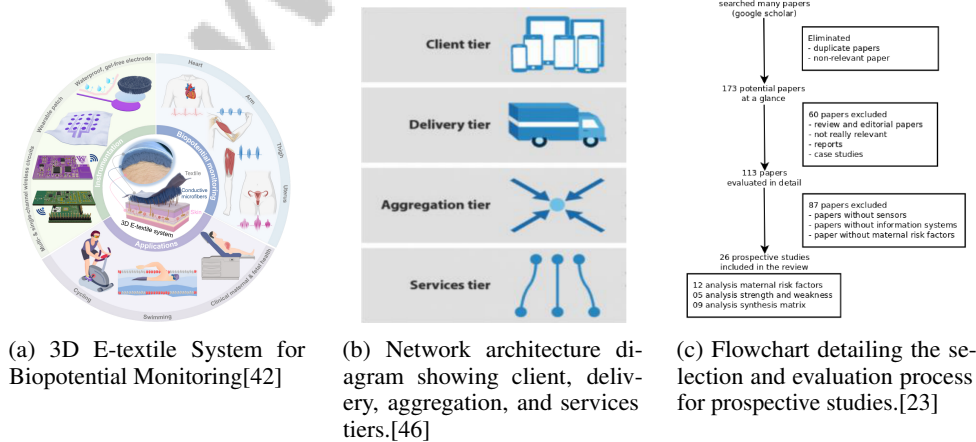 Waterproof, gel-free electrode
Wearable patch
Multi- & single-channel wireless circuits
Heart
Arm
Thigh
Uterus
Instrumentation
Biopotential monitoring
Textile
Conductive
microfibers
Skin
3D E-textile system
Applications
Cycling
Swimming
Clinical maternal & fetal health
(a) 3D E-textile System for
Biopotential Monitoring[42]
Client tier
Delivery tier
Aggregation tier
Services tier
(b) Network architecture di-
agram showing client, deliv-
ery, aggregation, and services
tiers.[46]
searched many papers
(google scholar)
Eliminated
- duplicate papers
- non-relevant paper
173 potential papers
at a glance
60 papers excluded
- review and editorial papers
- not really relevant
- reports
- case studies
113 papers
evaluated in detail
87 papers excluded
- papers without sensors
- papers without information systems
- paper without maternal risk factors
26 prospective studies
included in the review
12 analysis maternal risk factors
05 analysis strength and weakness
09 analysis synthesis matrix
(c) Flowchart detailing the se-
lection and evaluation process
for prospective studies.[23]